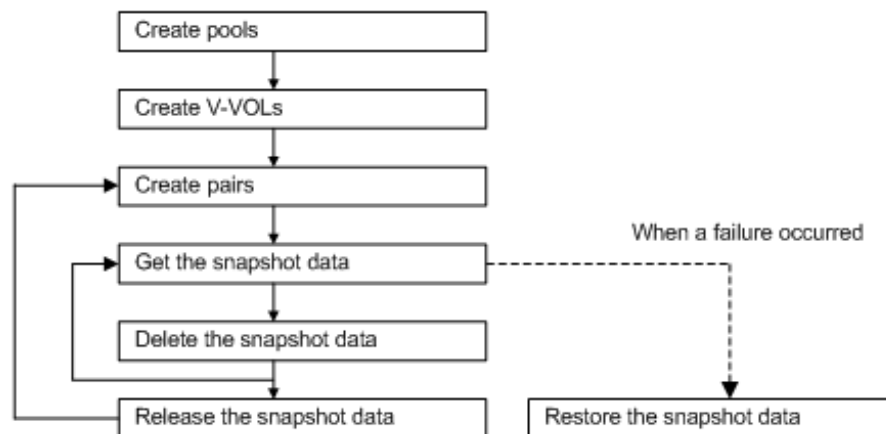 Create pools
Create V-VOLs
Create pairs
When a failure occurred
Get the snapshot data
Delete the snapshot data
Release the snapshot data
Restore the snapshot data